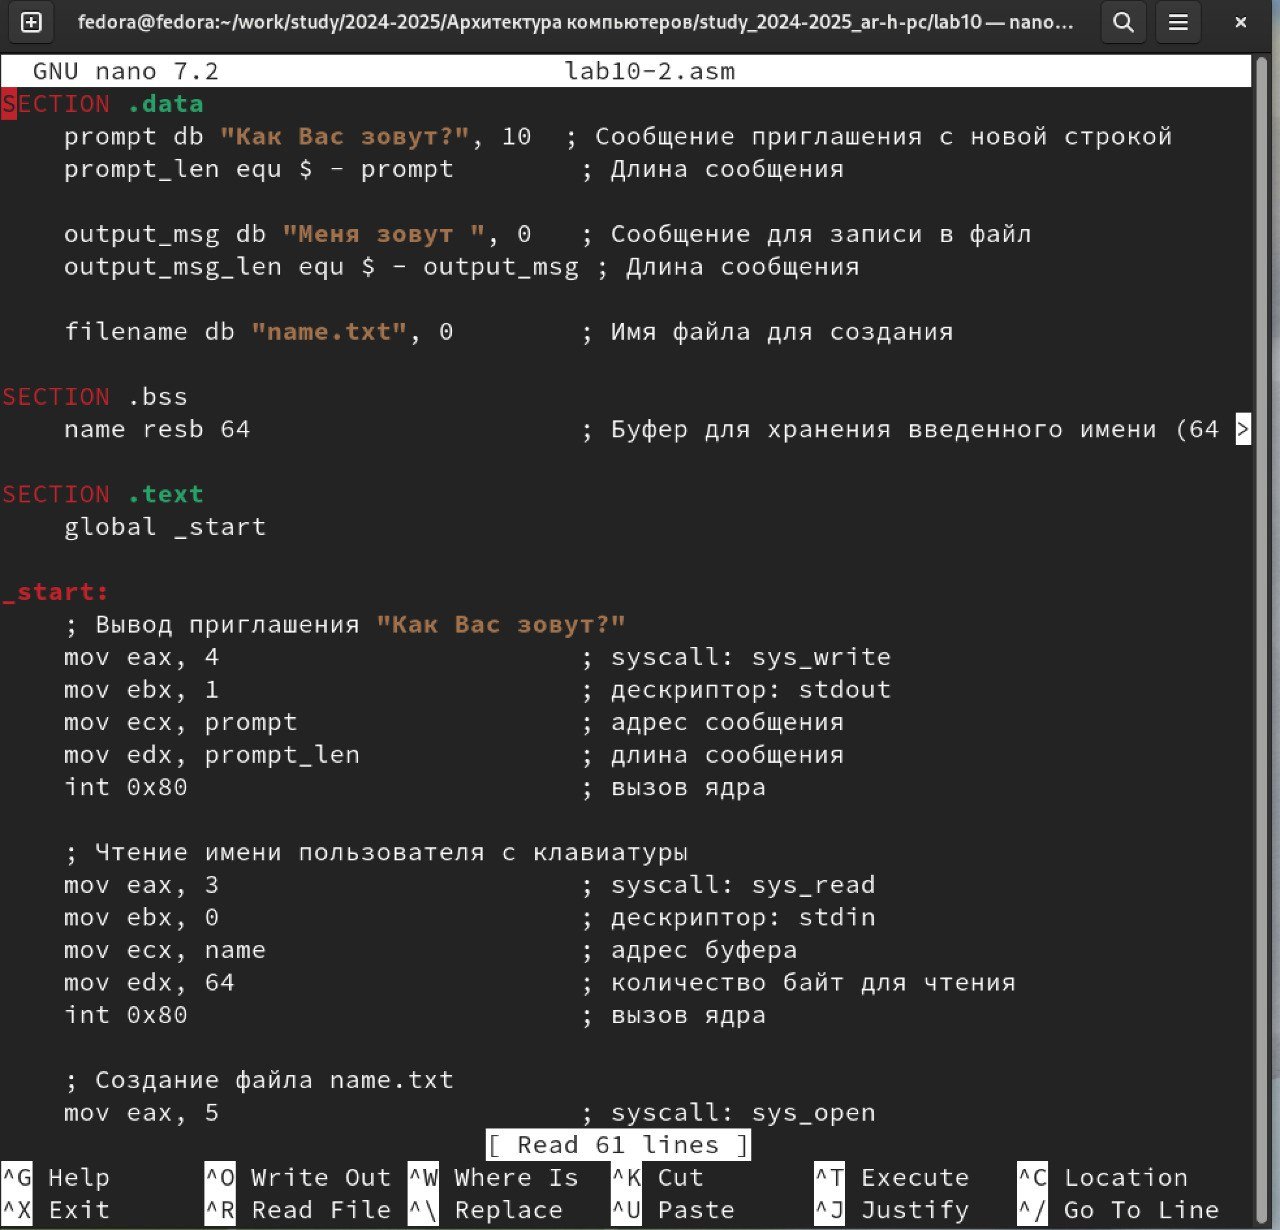 fedora@fedora:~/work/study/2024-2025/Архитектура компьютеров/study_2024-2025_ar-h-pc/lab10 — nano...
GNU nano 7.2 lab10-2.asm
SECTION .data
prompt db "Как Вас зовут?", 10 ; Сообщение приглашения с новой строкой
prompt_len equ $ - prompt ; Длина сообщения
output_msg db "Меня зовут ", 0 ; Сообщение для записи в файл
output_msg_len equ $ - output_msg ; Длина сообщения
filename db "name.txt", 0 ; Имя файла для создания
SECTION .bss
name resb 64 ; Буфер для хранения введенного имени (64 >
SECTION .text
global _start
_start:
; Вывод приглашения "Как Вас зовут?"
mov eax, 4 ; syscall: sys_write
mov ebx, 1 ; дескриптор: stdout
mov ecx, prompt ; адрес сообщения
mov edx, prompt_len ; длина сообщения
int 0x80 ; вызов ядра
; Чтение имени пользователя с клавиатуры
mov eax, 3 ; syscall: sys_read
mov ebx, 0 ; дескриптор: stdin
mov ecx, name ; адрес буфера
mov edx, 64 ; количество байт для чтения
int 0x80 ; вызов ядра
; Создание файла name.txt
mov eax, 5 ; syscall: sys_open
[ Read 61 lines ]
^G Help ^O Write Out ^W Where Is ^K Cut ^T Execute ^C Location
^X Exit ^R Read File ^\ Replace ^U Paste ^J Justify ^/ Go To Line